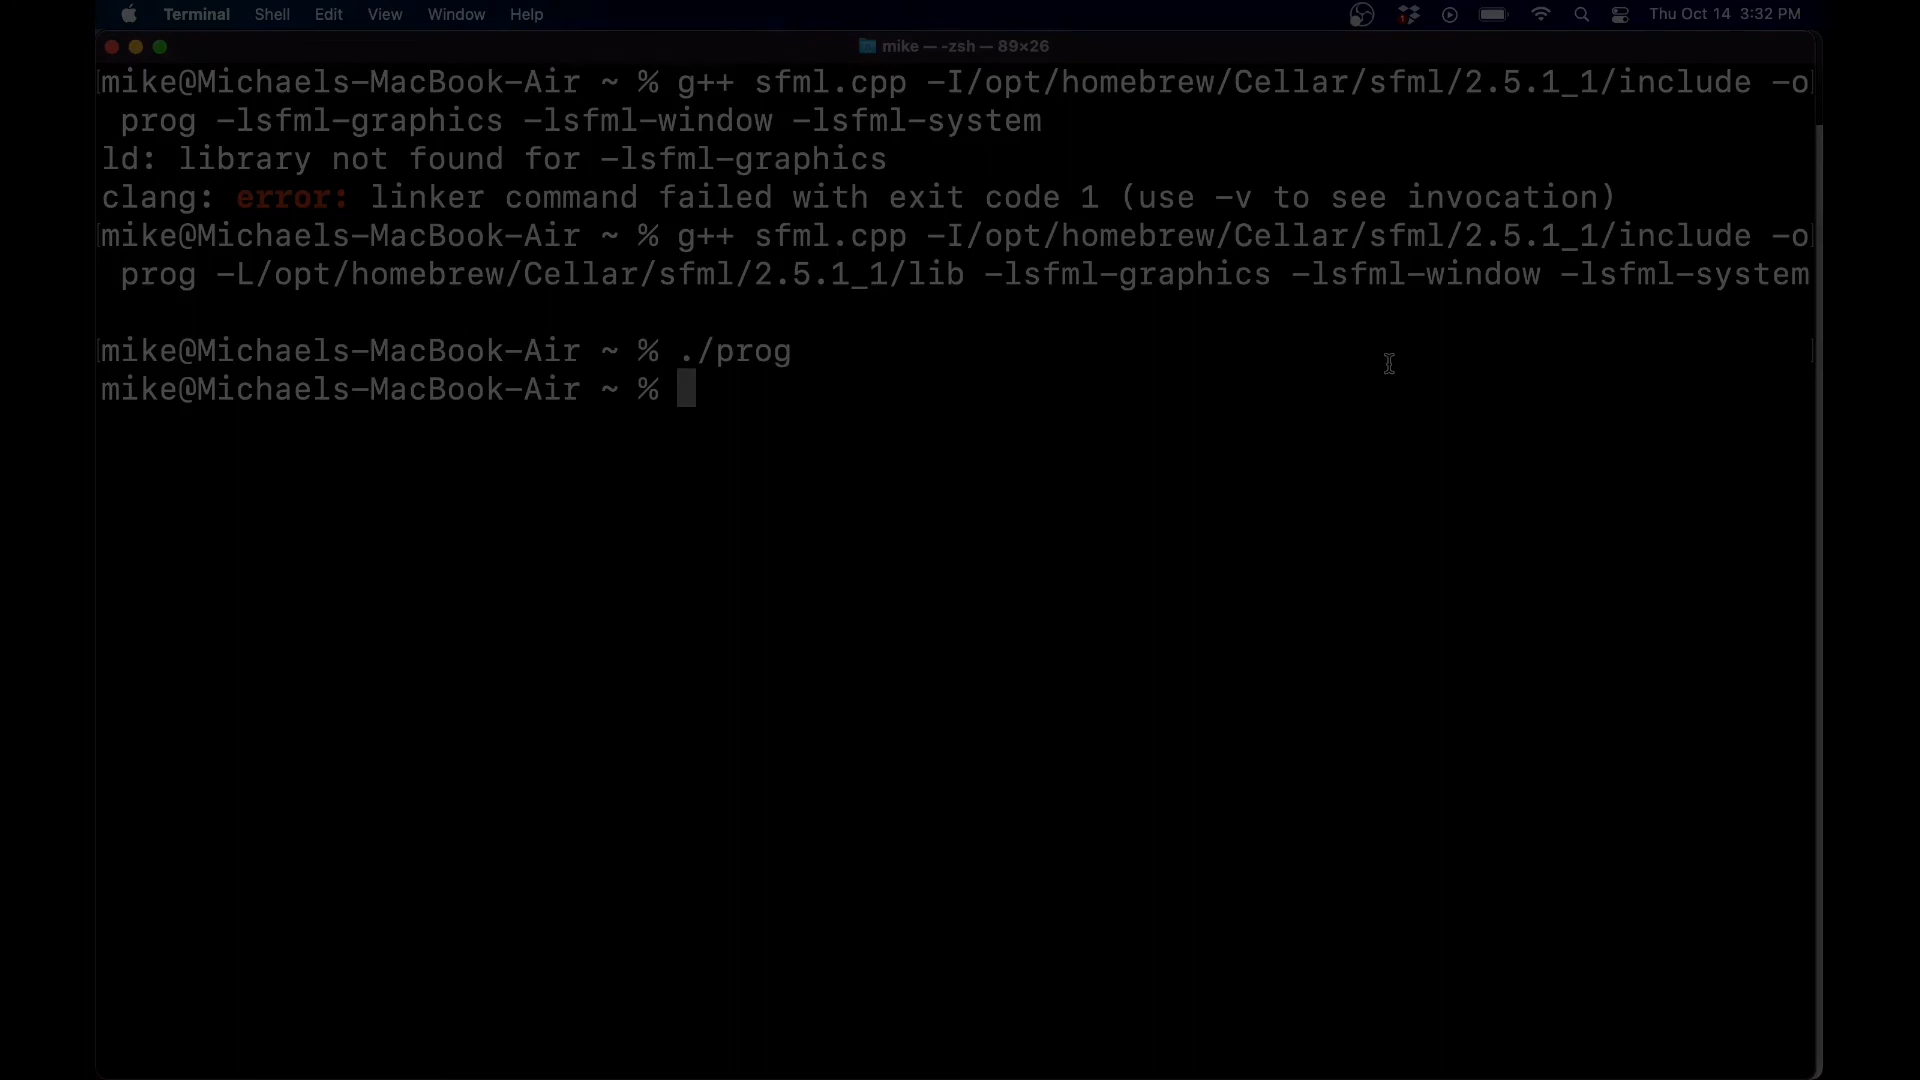 Terminal Shell Edit View Window Help 1 Thu Oct 14 3:32 PM
mike — -zsh — 89×26
mike@Michaels-MacBook-Air ~ % g++ sfml.cpp -I/opt/homebrew/Cellar/sfml/2.5.1_1/include -o
prog -lsfml-graphics -lsfml-window -lsfml-system
ld: library not found for -lsfml-graphics
clang: error: linker command failed with exit code 1 (use -v to see invocation)
mike@Michaels-MacBook-Air ~ % g++ sfml.cpp -I/opt/homebrew/Cellar/sfml/2.5.1_1/include -o
prog -L/opt/homebrew/Cellar/sfml/2.5.1_1/lib -lsfml-graphics -lsfml-window -lsfml-system
mike@Michaels-MacBook-Air ~ % ./prog
mike@Michaels-MacBook-Air ~ %